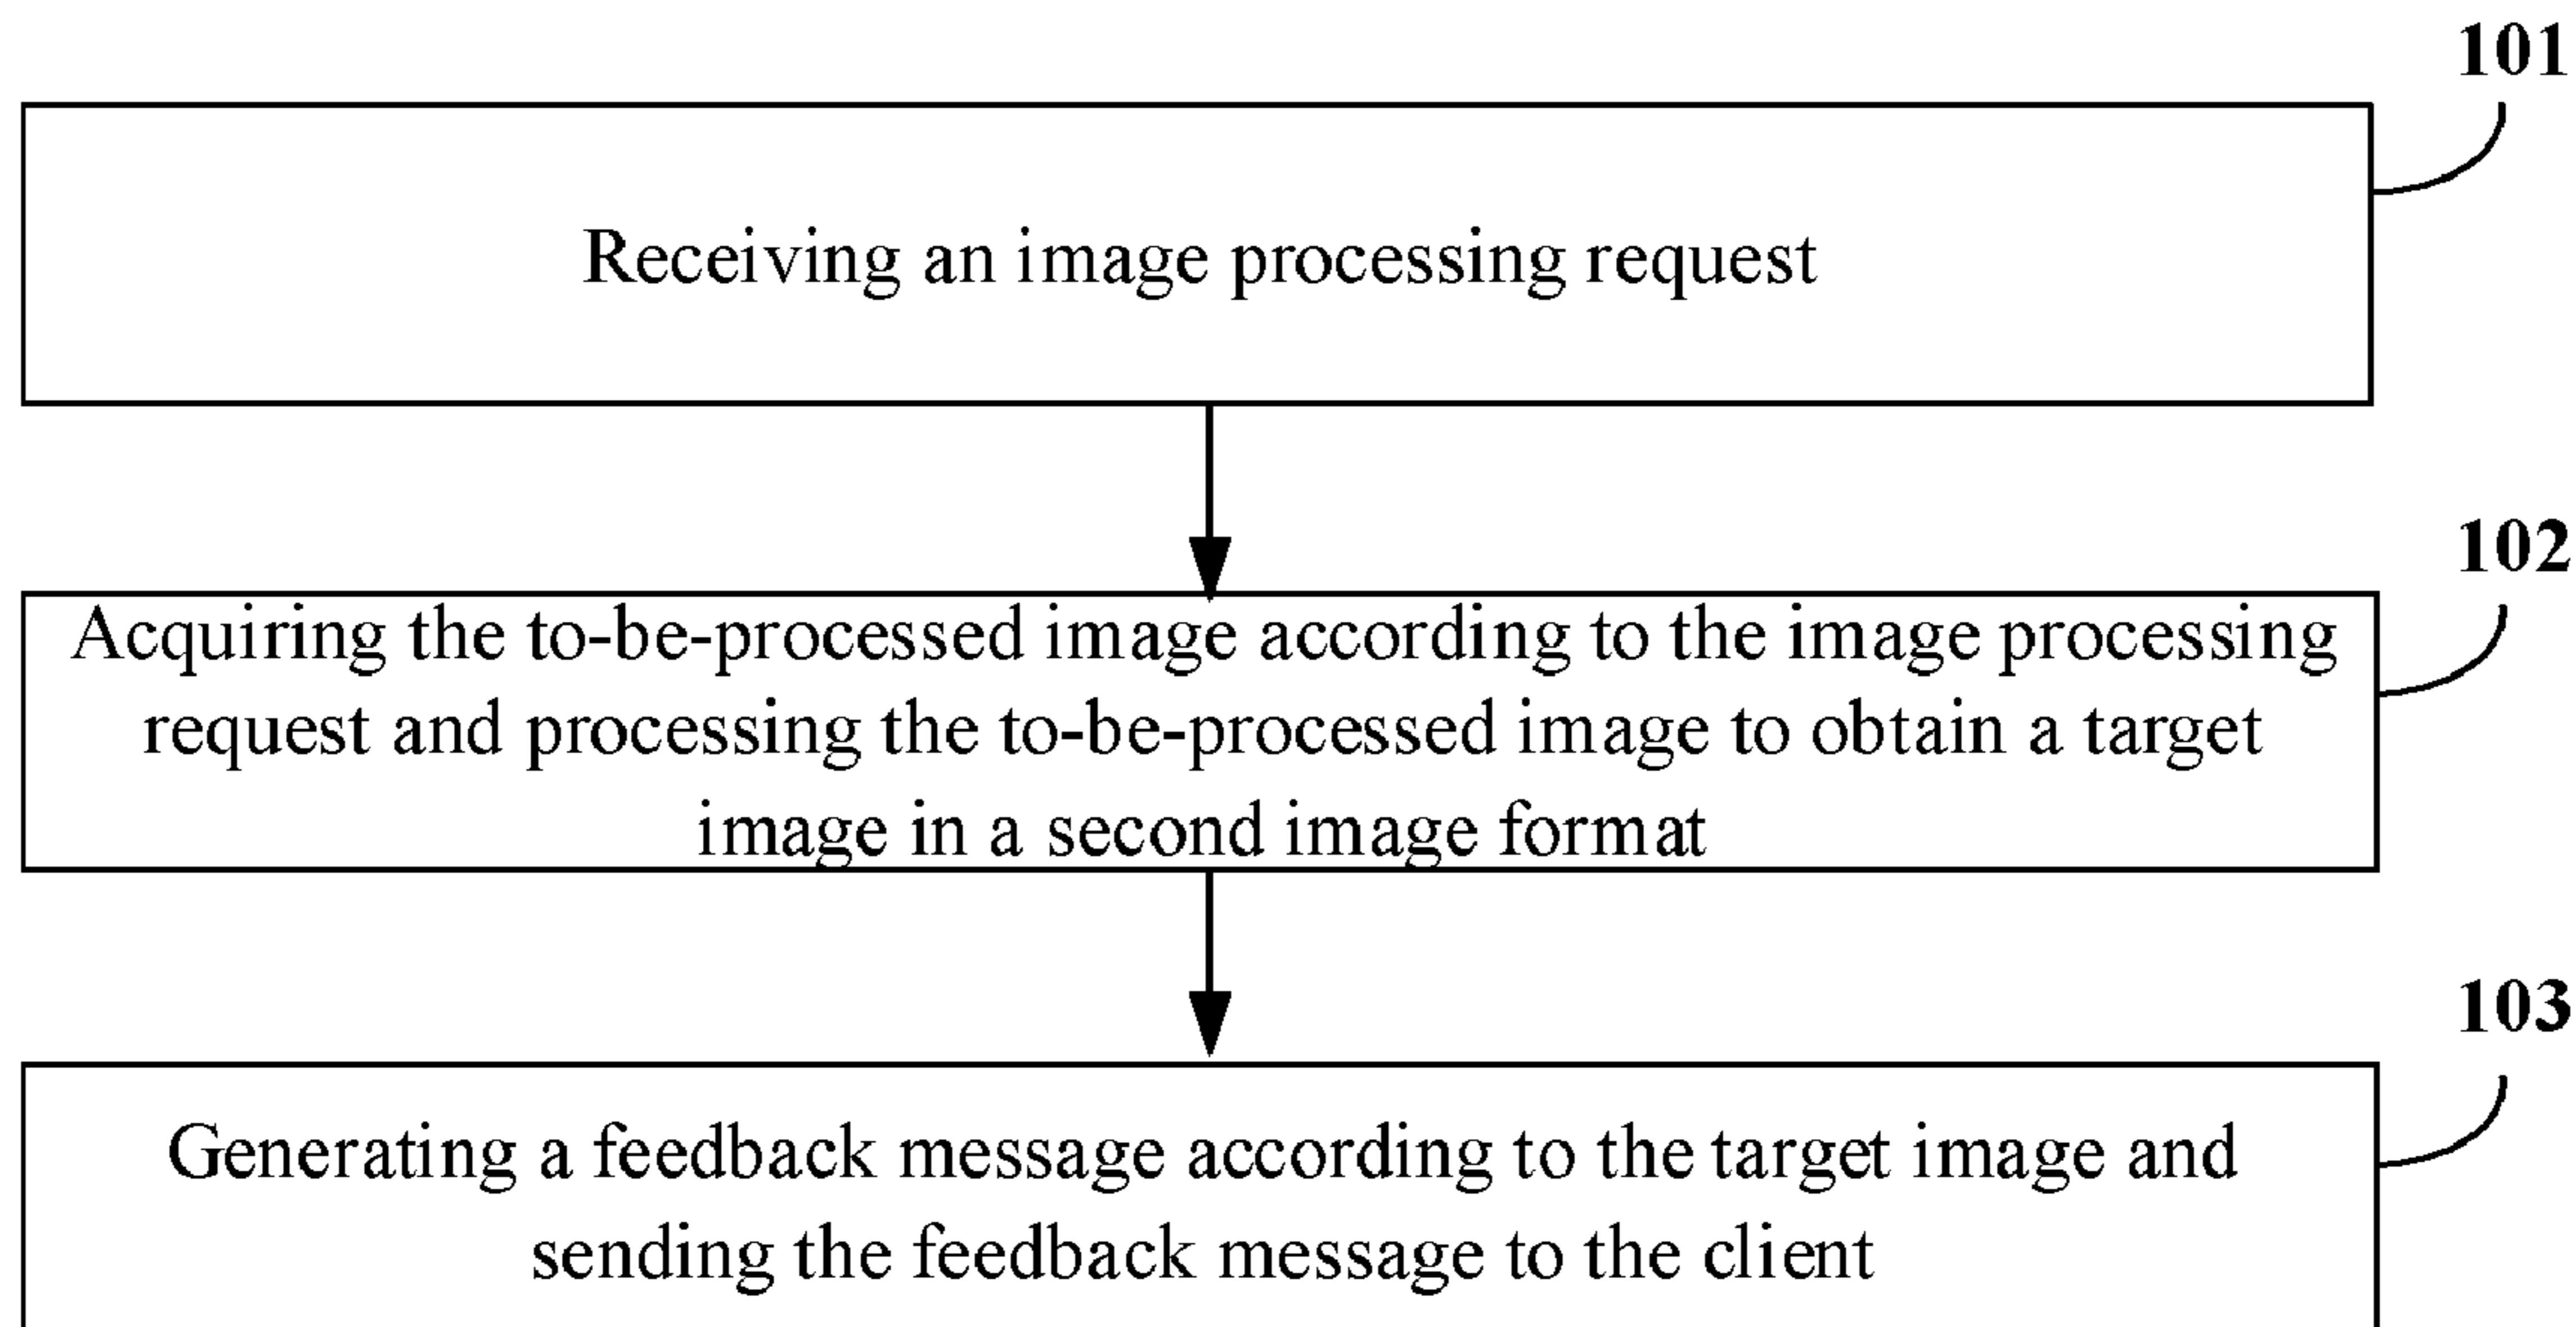 101
Receiving an image processing request
102
Acquiring the to-be-processed image according to the image processing
request and processing the to-be-processed image to obtain a target
image in a second image format
103
Generating a feedback message according to the target image and
sending the feedback message to the client